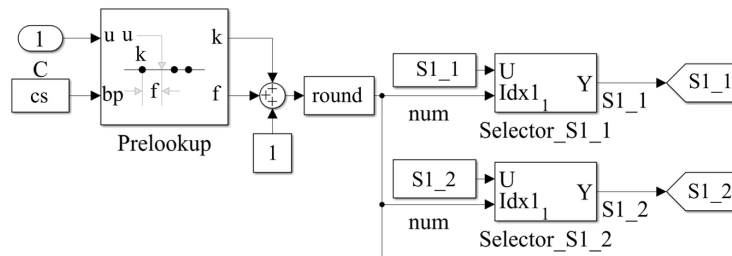 1
C
cs
u
u
k
k
f
f
bp
Prelookup
+
+
+
1
round
num
S1_1
U
Idx1 1
Y
S1_1
Selector_S1_1
S1_1
num
S1_2
U
Idx1 1
Y
S1_2
Selector_S1_2
S1_2